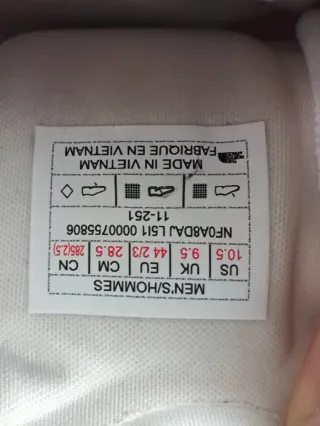 MEN'S/HOMMES
US UK EU CM CN
10.5 9.5 44 2/3 28.5 285(2.5)
NF0A8DAJ LSI1 0000755806
11-251
MADE IN VIETNAM
FABRIQUE EN VIETNAM